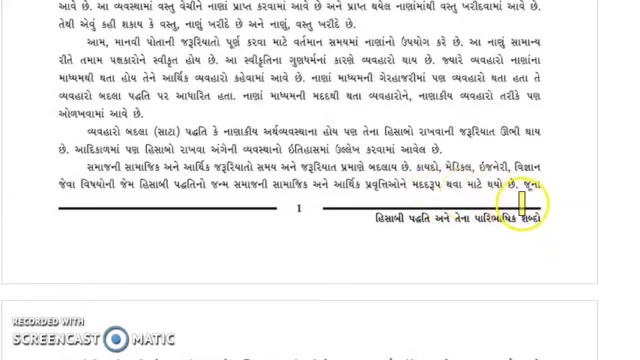 આવે છે. આ વ્યવસ્થામાં વસ્તુ વેચીને નાણાં પ્રાપ્ત કરવામાં આવે છે અને પ્રાપ્ત થયેલ નાણાંમાંથી વસ્તુ ખરીદવામાં આવે છે.
તેથી એવું કહી શકાય કે વસ્તુ, નાણું ખરીદે છે અને નાણું, વસ્તુ ખરીદે છે.
આમ, માનવી પોતાની જરૂરિયાતો પૂર્ણ કરવા માટે વર્તમાન સમયમાં નાણાંનો ઉપયોગ કરે છે. આ નાણું સામાન્ય
રીતે તમામ પક્ષકારોને સ્વીકૃત હોય છે. આ સ્વીકૃતિના ગુણધર્મનાં કારણે વ્યવહારો થાય છે. જ્યારે વ્યવહારો નાણાંના
માધ્યમથી થતા હોય તેને આર્થિક વ્યવહારો કહેવામાં આવે છે. નાણાં માધ્યમની ગેરહાજરીમાં પણ વ્યવહારો થતા હતા તે
વ્યવહારો બદલા પદ્ધતિ પર આધારિત હતા. નાણાં માધ્યમની મદદથી થતા વ્યવહારોને, નાણાકીય વ્યવહારો તરીકે પણ
ઓળખવામાં આવે છે.
વ્યવહારો બદલા (સાટા) પદ્ધતિ કે નાણાકીય અર્થવ્યવસ્થાના હોય પણ તેના હિસાબો રાખવાની જરૂરિયાત ઊભી થાય
છે. આદિકાળમાં પણ હિસાબો રાખવા અંગેની વ્યવસ્થાનો ઇતિહાસમાં ઉલ્લેખ કરવામાં આવેલ છે.
સમાજની સામાજિક અને આર્થિક જરૂરિયાતો સમય અને જરૂરિયાત પ્રમાણે બદલાય છે. કાયદો, મેડિકલ, ઇજનેરી, વિજ્ઞાન
જેવા વિષયોની જેમ હિસાબી પદ્ધતિનો જન્મ સમાજની સામાજિક અને આર્થિક પ્રવૃત્તિઓને મદદરૂપ થવા માટે થયો છે. જૂના
1
હિસાબી પદ્ધતિ અને તેના પારિભાષિક શબ્દો
RECORDED WITH
SCREENCAST MATIC